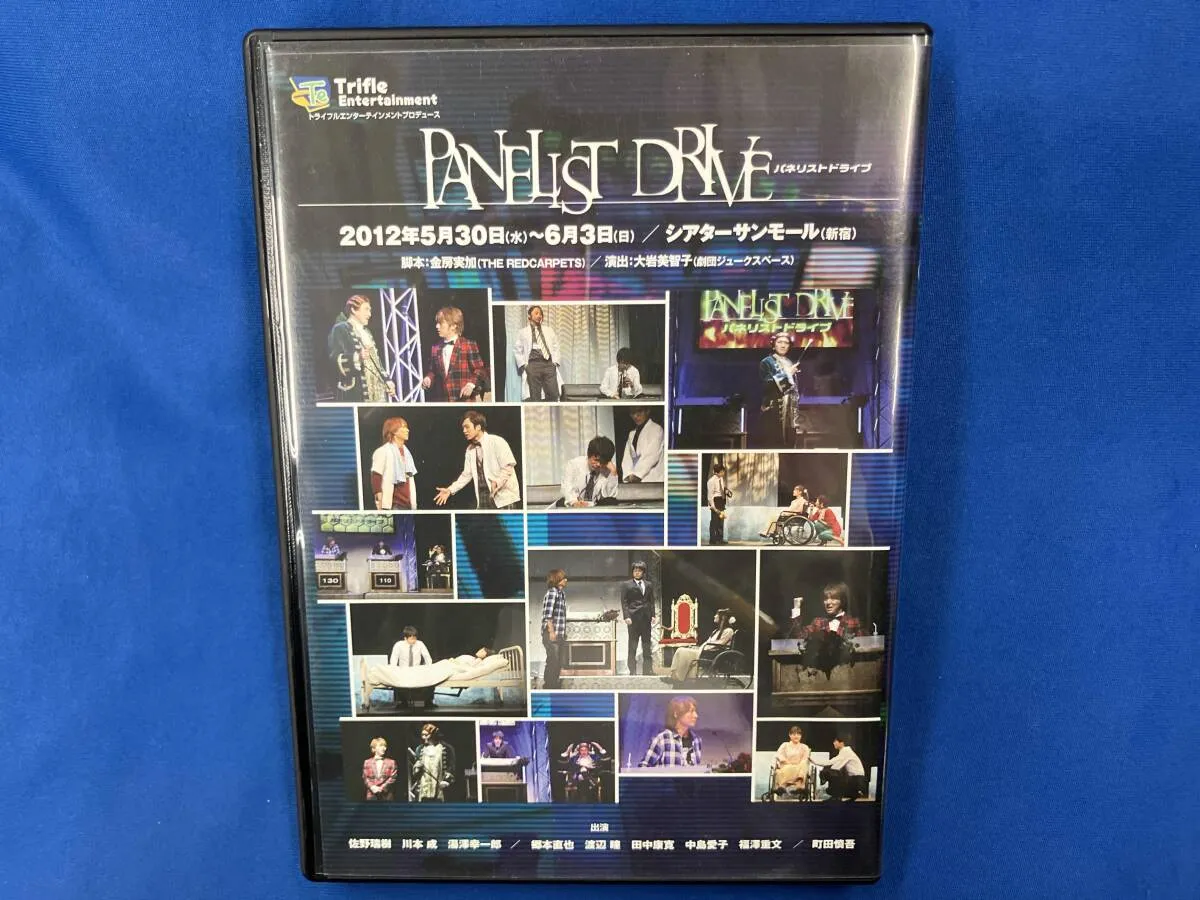 Te
Trifle
Entertainment
トライフルエンターテインメントプロデュース
PANELIST DRIVE パネリストドライブ
2012年5月30日(水)~6月3日(日) / シアターサンモール(新宿)
脚本:金房実加(THE REDCARPETS) / 演出:大岩美智子(劇団ジュークスペース)
PANELIST DRIVE
パネリストドライブ
130
110
出演
佐野瑞樹 川本 成 湯澤幸一郎 / 郷本直也 渡辺 瞳 田中康寛 中島愛子 福澤重文 / 町田慎吾